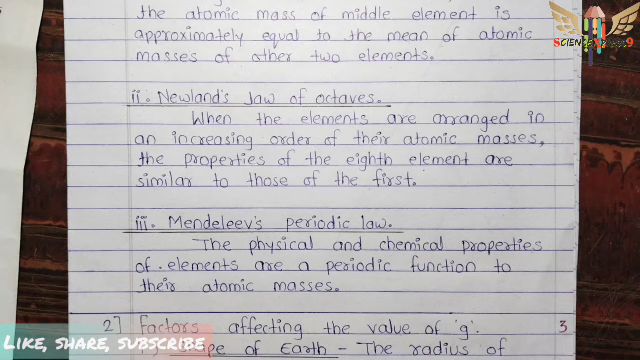 the atomic mass of middle element is
approximately equal to the mean of atomic
masses of other two elements.
ii. Newland's law of octaves.
When the elements are arranged in
an increasing order of their atomic masses,
the properties of the eighth element are
similar to those of the first.
iii. Mendeleev's periodic law.
The physical and chemical properties
of elements are a periodic function to
their atomic masses.
2] Factors affecting the value of 'g'. 3
of Earth - The radius of
LIKE, SHARE, SUBSCRIBE